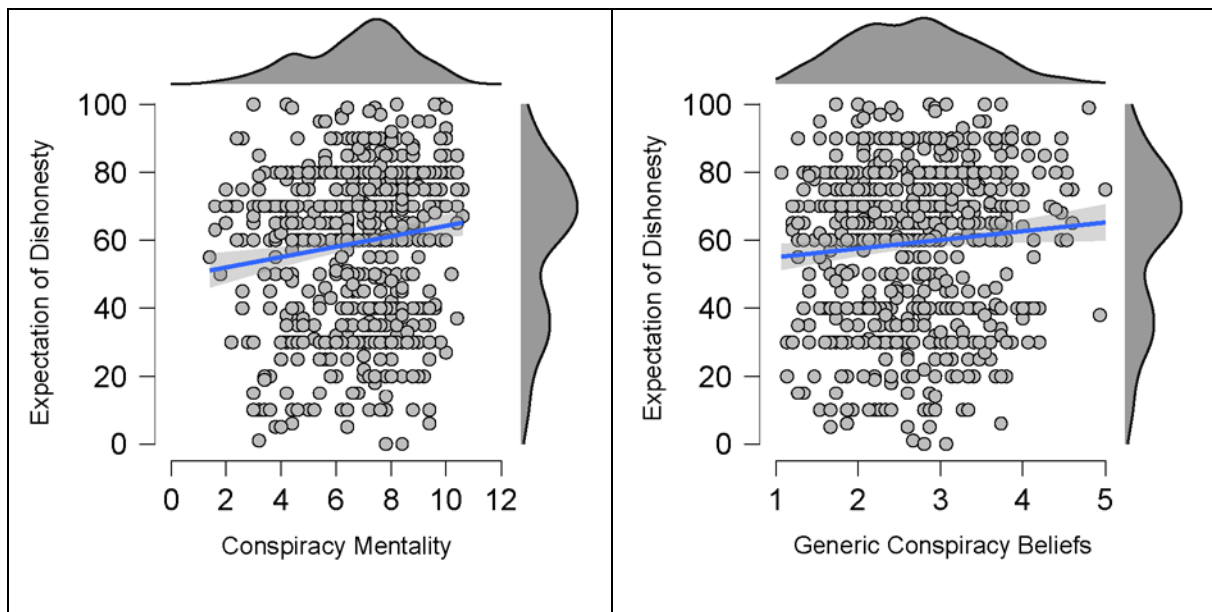 Expectation of Dishonesty
100
80
60
40
20
0
0 2 4 6 8 10 12
Conspiracy Mentality
Expectation of Dishonesty
100
80
60
40
20
0
1 2 3 4 5
Generic Conspiracy Beliefs